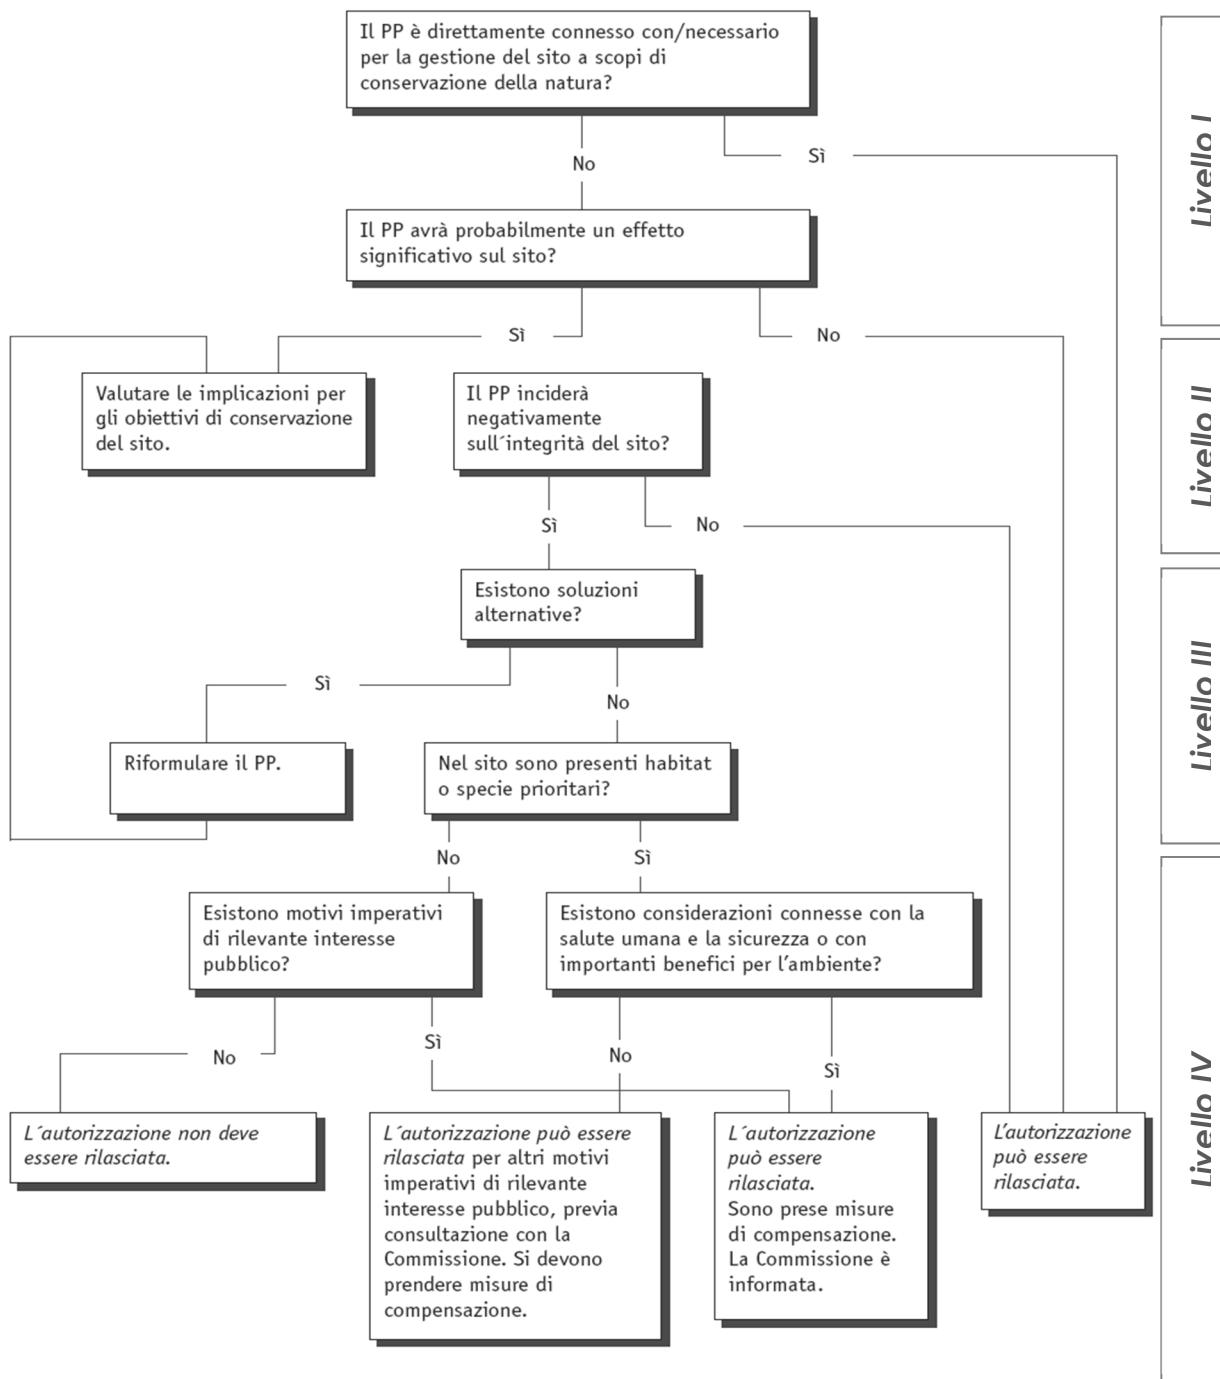 Il PP è direttamente connesso con/necessario
per la gestione del sito a scopi di
conservazione della natura?
Livello I
No
Sì
Il PP avrà probabilmente un effetto
significativo sul sito?
Sì
No
Valutare le implicazioni per
gli obiettivi di conservazione
del sito.
Il PP inciderà
negativamente
sull´integrità del sito?
Livello II
Sì
No
Esistono soluzioni
alternative?
Livello III
Sì
No
Riformulare il PP.
Nel sito sono presenti habitat
o specie prioritari?
No
Sì
Esistono motivi imperativi
di rilevante interesse
pubblico?
Esistono considerazioni connesse con la
salute umana e la sicurezza o con
importanti benefici per l'ambiente?
Livello IV
No
Sì
No
Sì
L´autorizzazione non deve
essere rilasciata.
L´autorizzazione può essere
rilasciata per altri motivi
imperativi di rilevante
interesse pubblico, previa
consultazione con la
Commissione. Si devono
prendere misure di
compensazione.
L´autorizzazione
può essere
rilasciata.
Sono prese misure
di compensazione.
La Commissione è
informata.
L'autorizzazione
può essere
rilasciata.